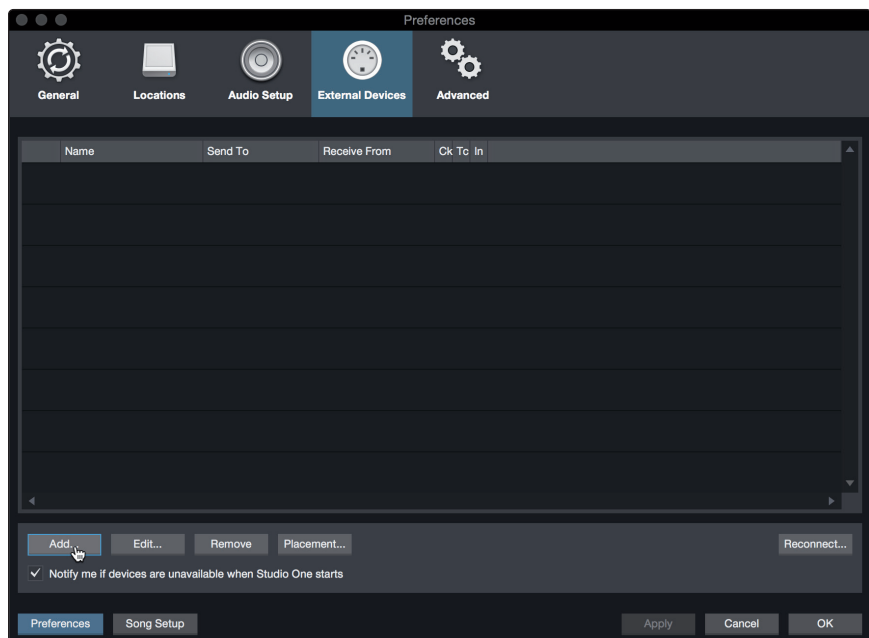 Preferences
General Locations Audio Setup External Devices Advanced
Name Send To Receive From Ck Tc In
Add... Edit... Remove Placement... Reconnect...
Notify me if devices are unavailable when Studio One starts
Preferences Song Setup Apply Cancel OK